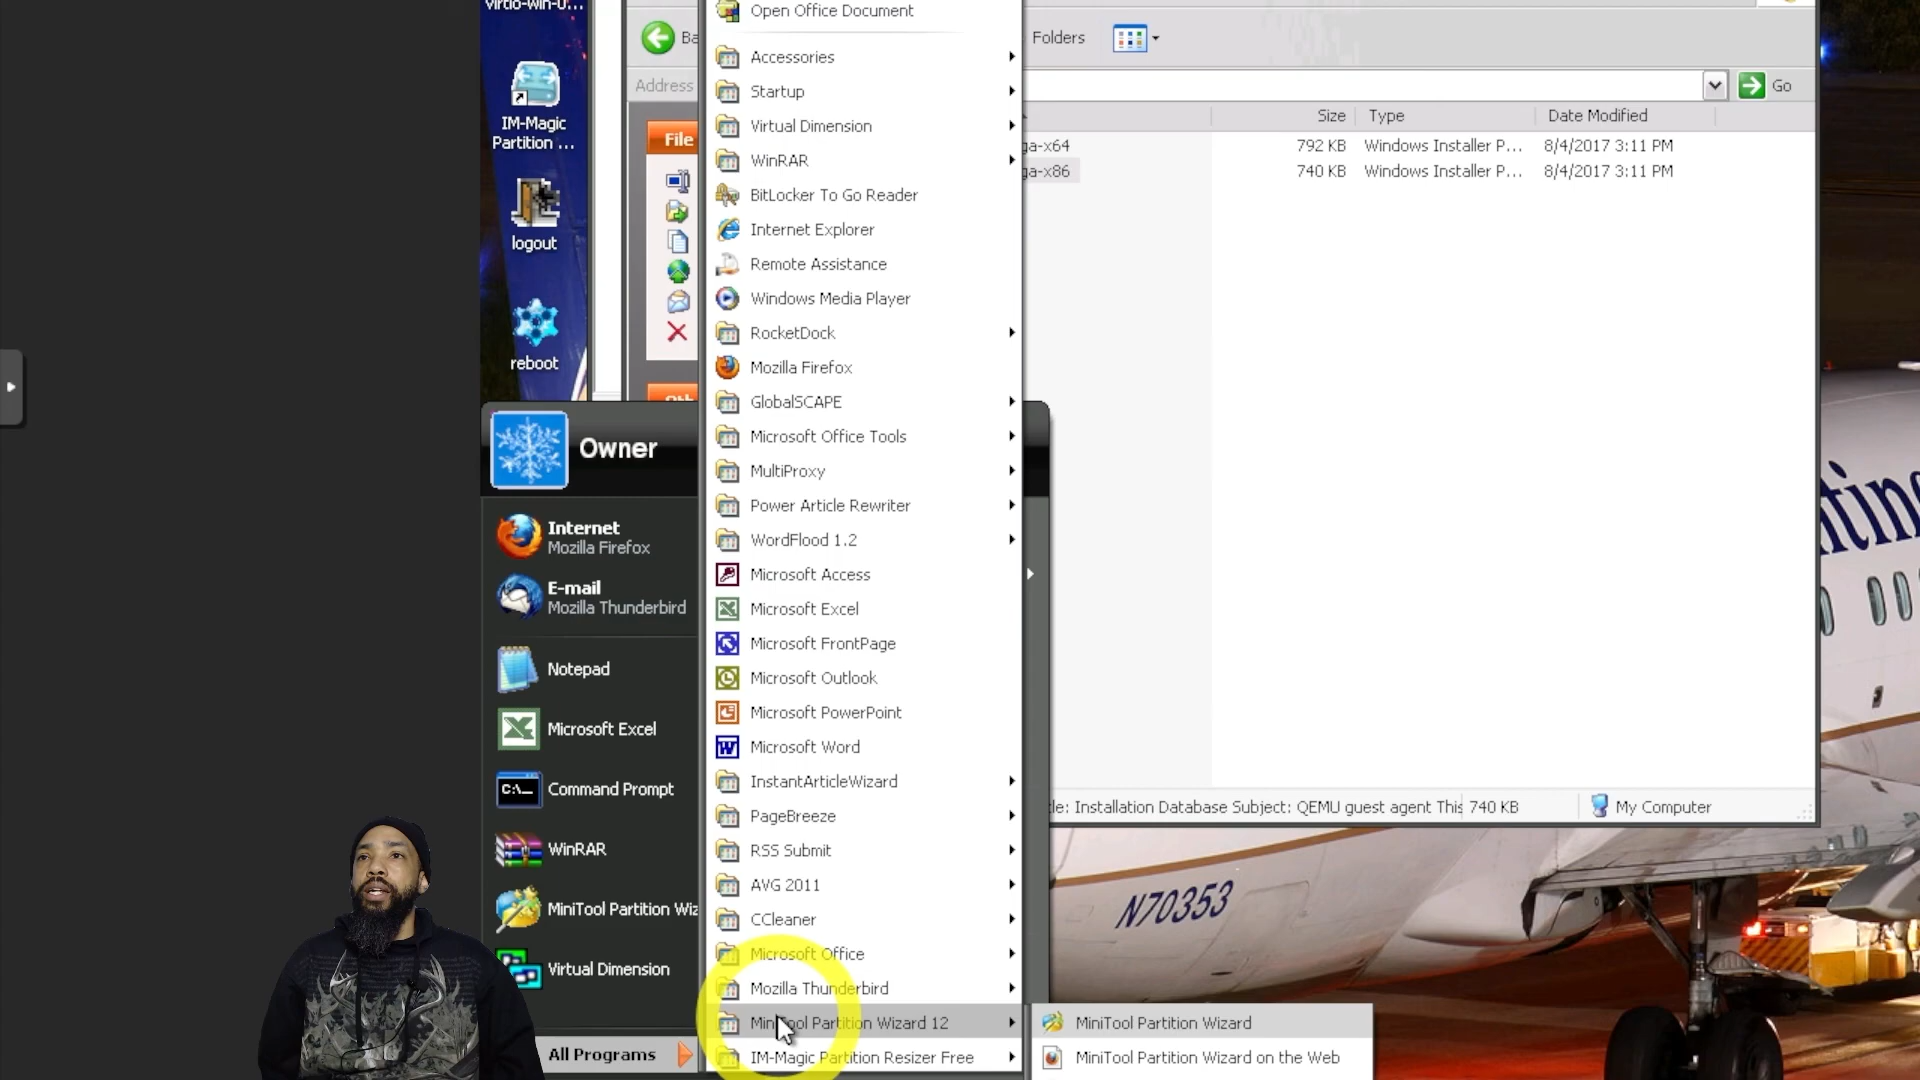 virtio-win-0...
IM-Magic
Partition ...
logout
reboot
Ba
Folders
Address
Go
File
Size
Type
Date Modified
ga-x64
792 KB
Windows Installer P...
8/4/2017 3:11 PM
ga-x86
740 KB
Windows Installer P...
8/4/2017 3:11 PM
Open Office Document
Accessories
Startup
Virtual Dimension
WinRAR
BitLocker To Go Reader
Internet Explorer
Remote Assistance
Windows Media Player
RocketDock
Mozilla Firefox
GlobalSCAPE
Microsoft Office Tools
MultiProxy
Power Article Rewriter
WordFlood 1.2
Microsoft Access
Microsoft Excel
Microsoft FrontPage
Microsoft Outlook
Microsoft PowerPoint
Microsoft Word
InstantArticleWizard
PageBreeze
RSS Submit
AVG 2011
CCleaner
Microsoft Office
Mozilla Thunderbird
MiniTool Partition Wizard 12
IM-Magic Partition Resizer Free
MiniTool Partition Wizard
MiniTool Partition Wizard on the Web
Owner
Internet
Mozilla Firefox
E-mail
Mozilla Thunderbird
Notepad
Microsoft Excel
C:\_
Command Prompt
WinRAR
MiniTool Partition Wiz
Virtual Dimension
All Programs
tle: Installation Database Subject: QEMU guest agent This
740 KB
My Computer
N70353